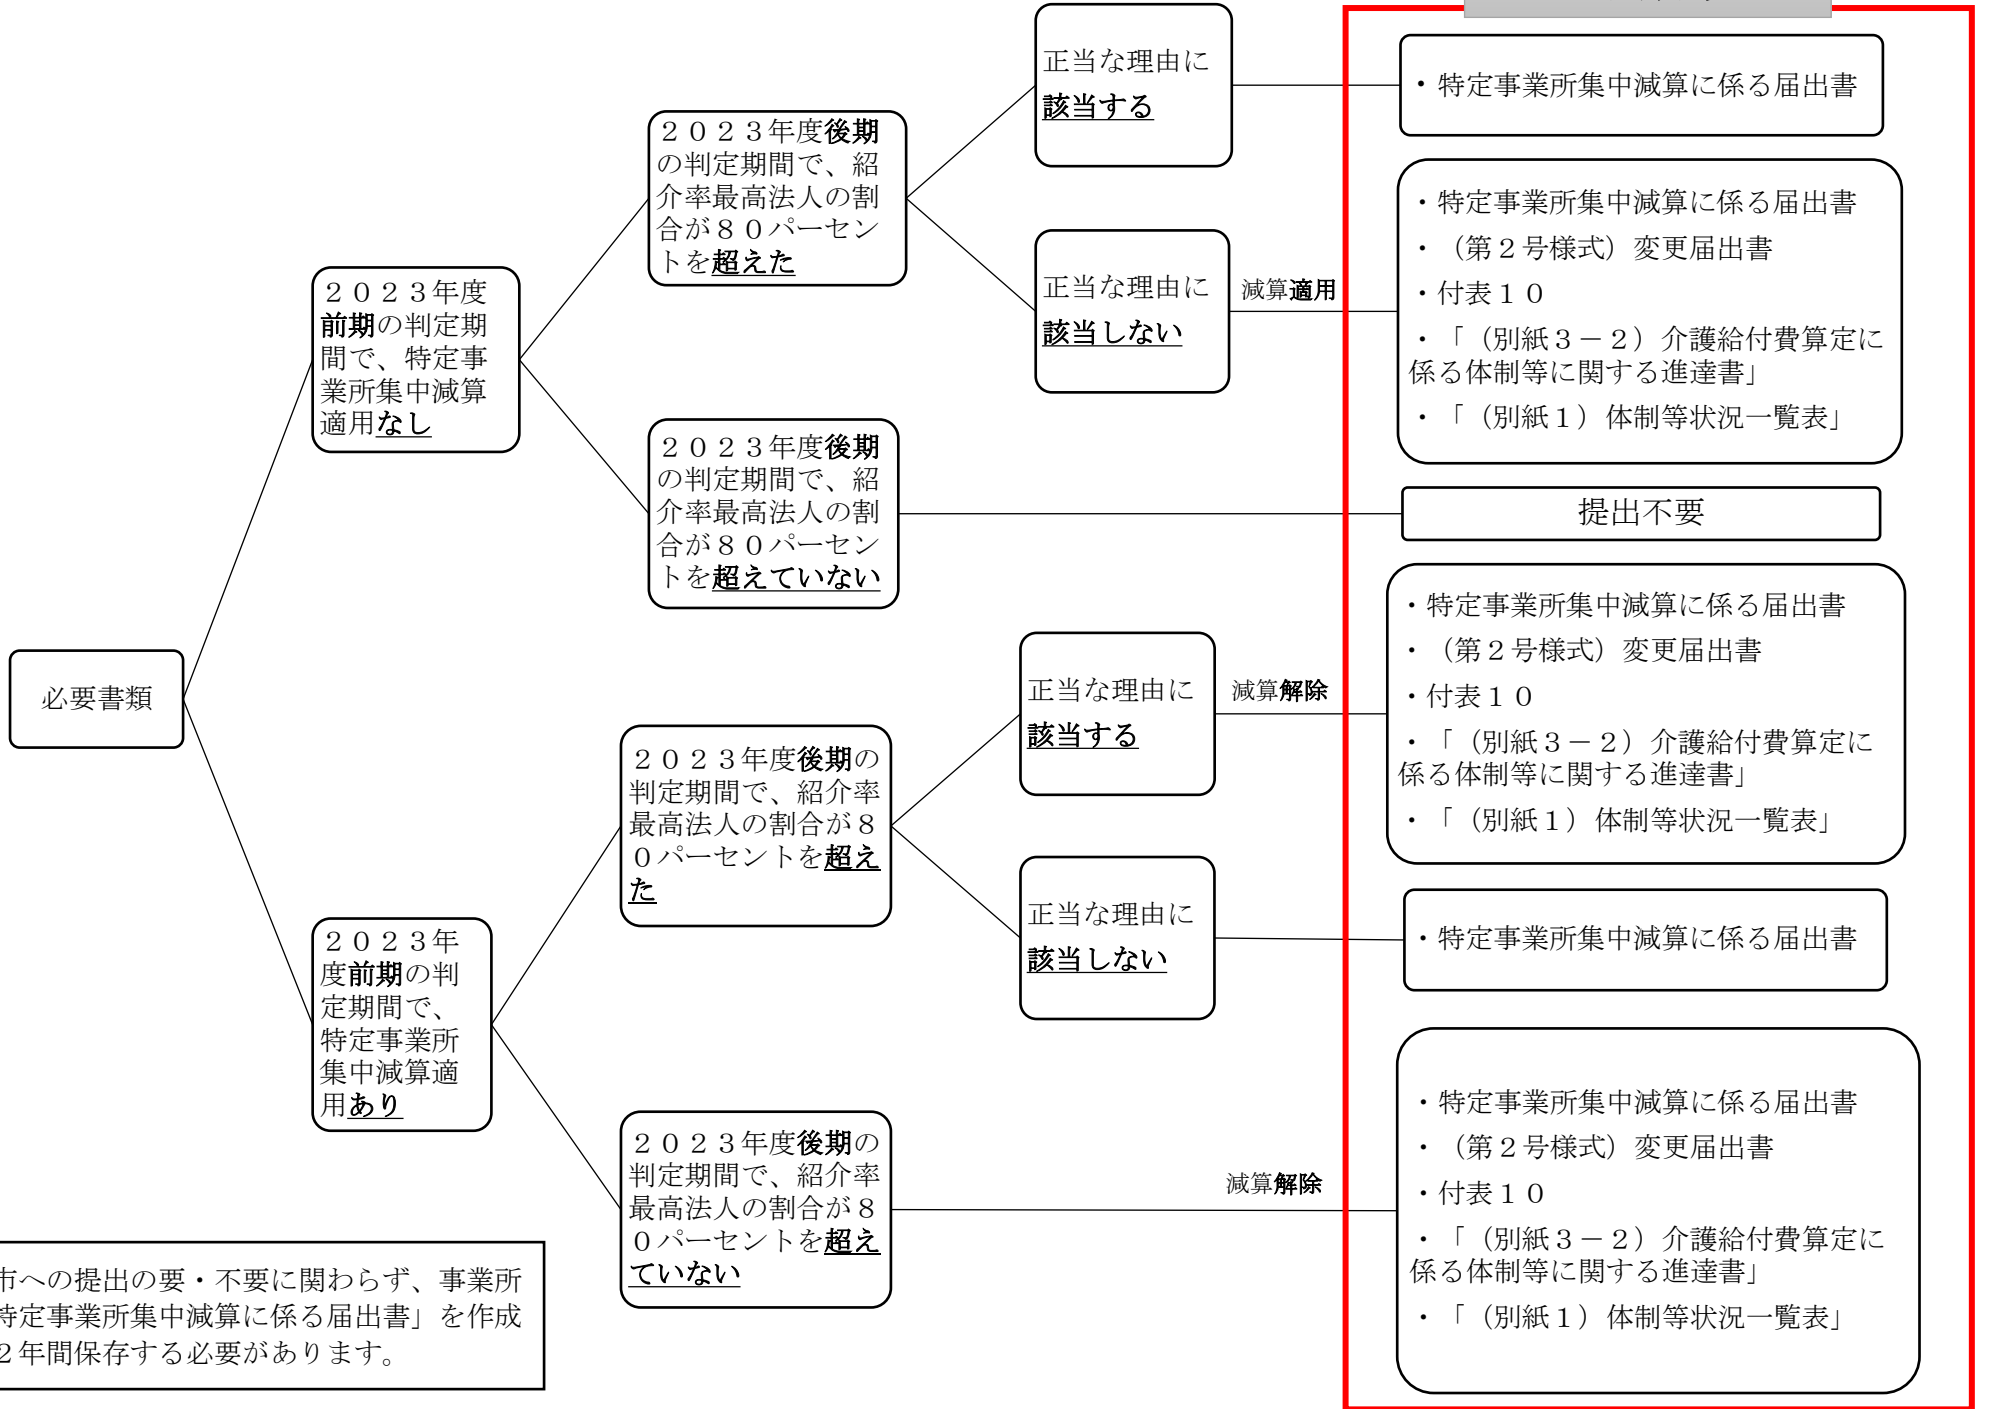 必要書類
２０２３年度
前期の判定期
間で、特定事
業所集中減算
適用なし
２０２３年度後期
の判定期間で、紹
介率最高法人の割
合が８０パーセン
トを超えた
正当な理由に
該当する
・特定事業所集中減算に係る届出書
正当な理由に
該当しない
減算適用
・特定事業所集中減算に係る届出書
・（第２号様式）変更届出書
・付表１０
・「（別紙３－２）介護給付費算定に
係る体制等に関する進達書」
・「（別紙１）体制等状況一覧表」
２０２３年度後期
の判定期間で、紹
介率最高法人の割
合が８０パーセン
トを超えていない
提出不要
２０２３年
度前期の判
定期間で、
特定事業所
集中減算適
用あり
２０２３年度後期の
判定期間で、紹介率
最高法人の割合が８
０パーセントを超え
た
正当な理由に
該当する
減算解除
・特定事業所集中減算に係る届出書
・（第２号様式）変更届出書
・付表１０
・「（別紙３－２）介護給付費算定に
係る体制等に関する進達書」
・「（別紙１）体制等状況一覧表」
正当な理由に
該当しない
・特定事業所集中減算に係る届出書
２０２３年度後期の
判定期間で、紹介率
最高法人の割合が８
０パーセントを超え
ていない
減算解除
・特定事業所集中減算に係る届出書
・（第２号様式）変更届出書
・付表１０
・「（別紙３－２）介護給付費算定に
係る体制等に関する進達書」
・「（別紙１）体制等状況一覧表」
市への提出の要・不要に関わらず、事業所
特定事業所集中減算に係る届出書」を作成
２年間保存する必要があります。